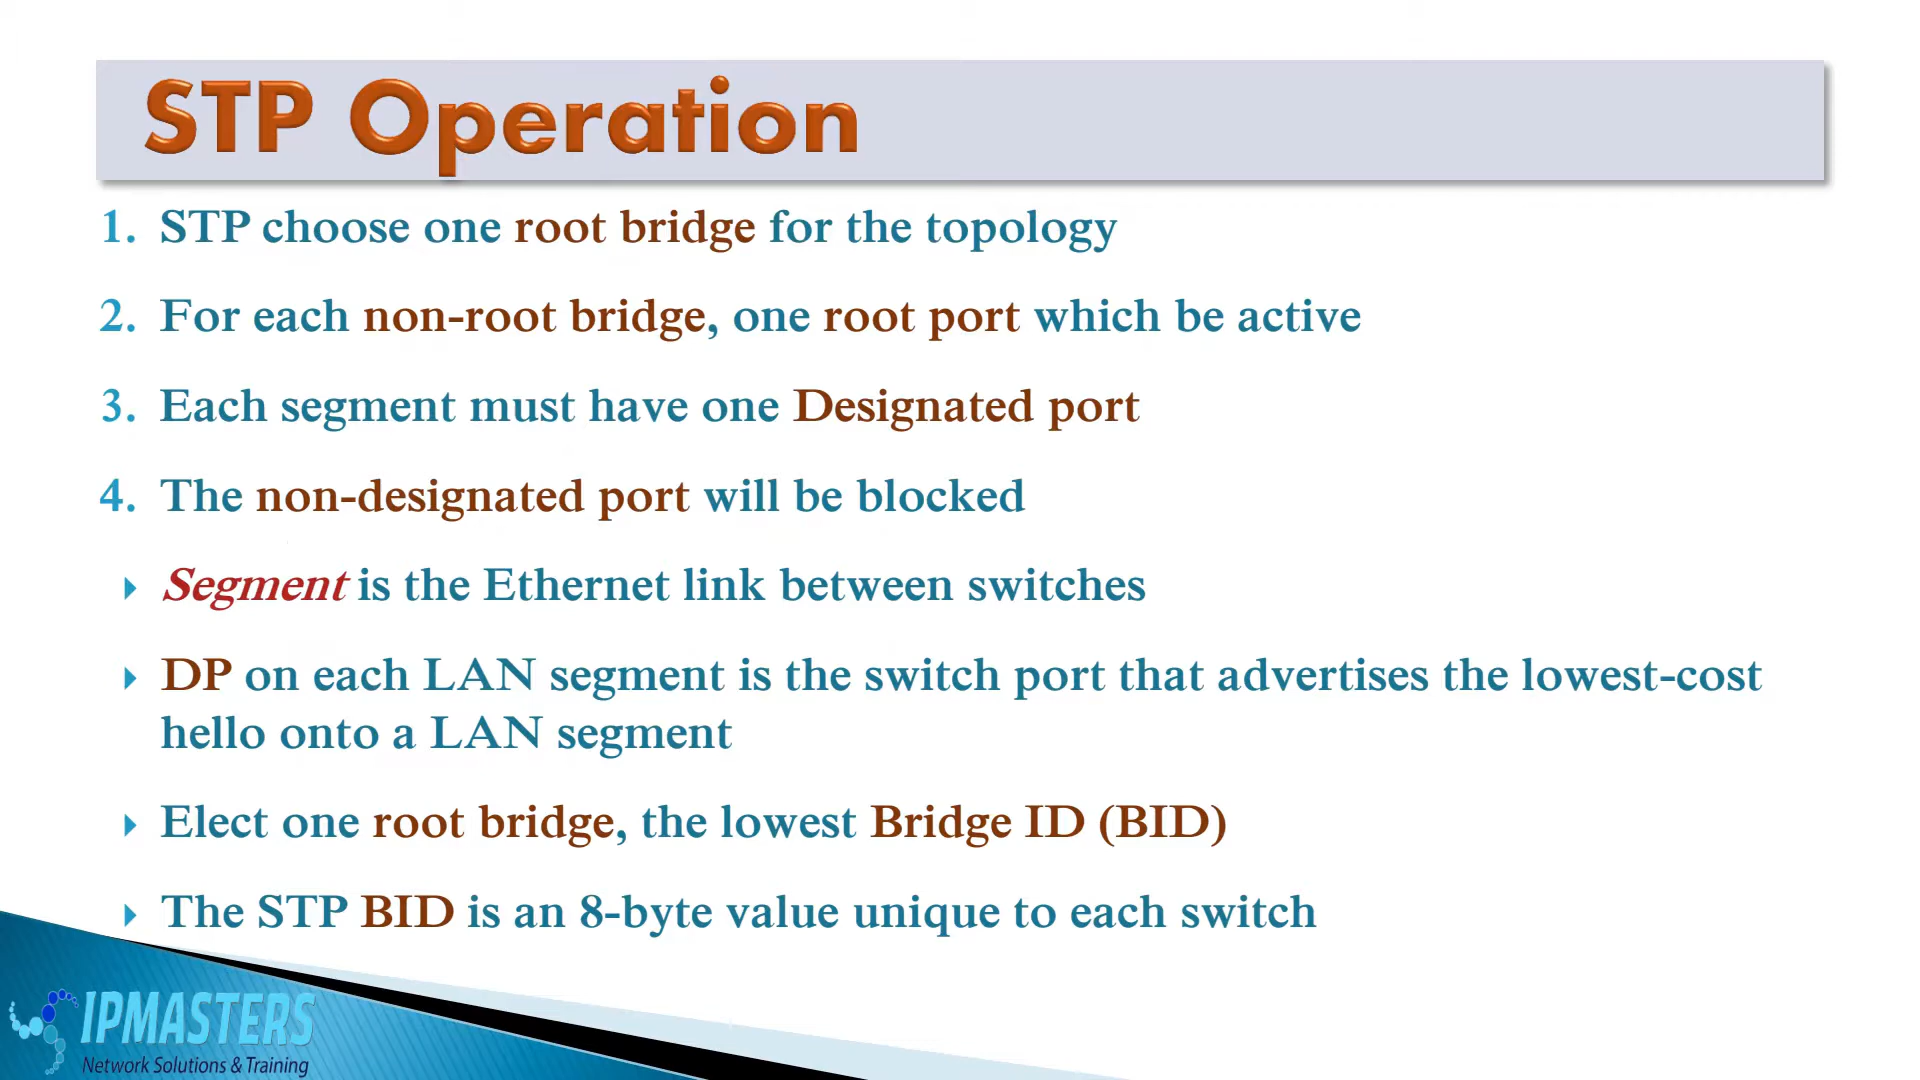 STP Operation
1. STP choose one root bridge for the topology
2. For each non-root bridge, one root port which be active
3. Each segment must have one Designated port
4. The non-designated port will be blocked
Segment is the Ethernet link between switches
DP on each LAN segment is the switch port that advertises the lowest-cost
hello onto a LAN segment
Elect one root bridge, the lowest Bridge ID (BID)
The STP BID is an 8-byte value unique to each switch
IPMASTERS
Network Solutions & Training